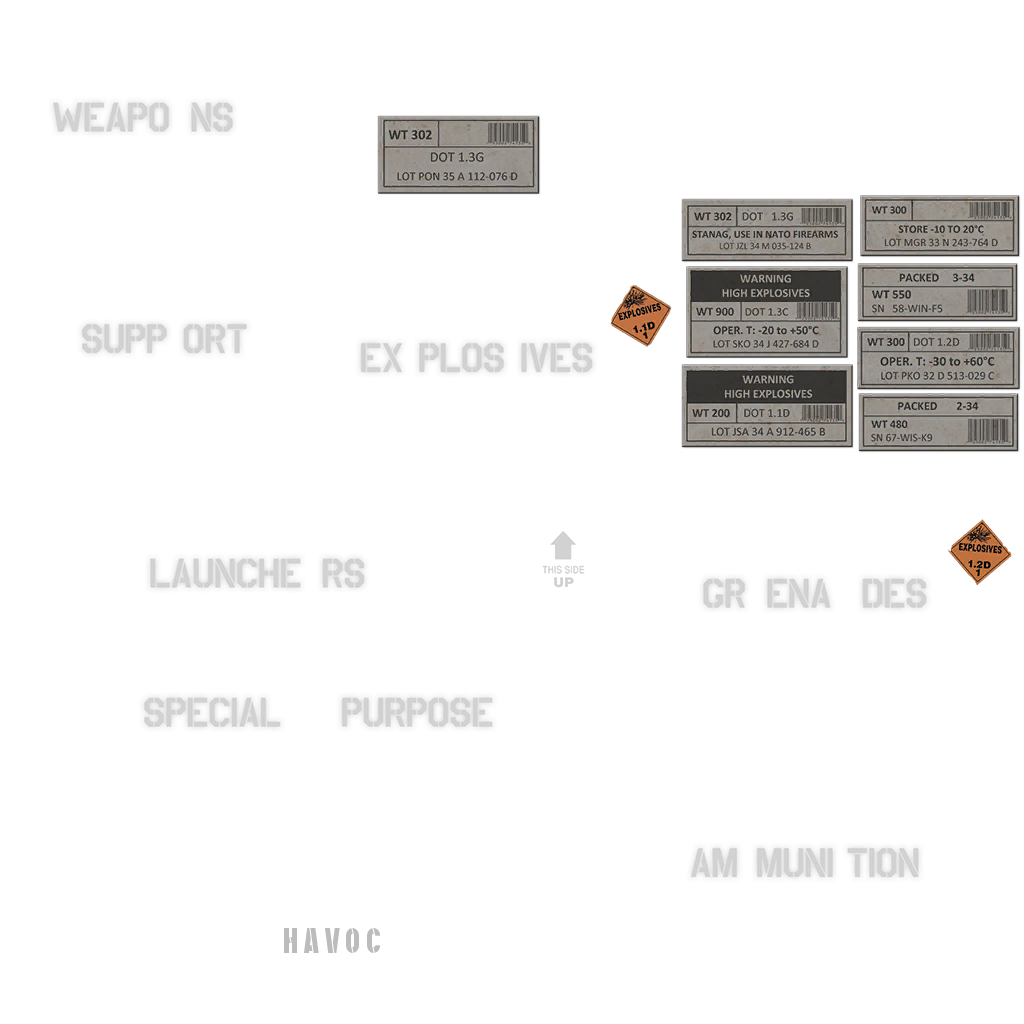 WEAPO NS
WT 302
DOT 1.3G
LOT PON 35 A 112-076 D
WT 302 DOT 1.3G
STANAG, USE IN NATO FIREARMS
LOT JZL 34 M 035-124 B
WT 300
STORE -10 TO 20°C
LOT MGR 33 N 243-764 D
WARNING
HIGH EXPLOSIVES
WT 900 DOT 1.3C
OPER. T: -20 to +50°C
LOT SKO 34 J 427-684 D
PACKED 3-34
WT 550
SN 58-WIN-F5
EXPLOSIVES
1.1D
1
SUPP ORT
EX PLOS IVES
WT 300 DOT 1.2D
OPER. T: -30 to +60°C
LOT PKO 32 D 513-029 C
WARNING
HIGH EXPLOSIVES
WT 200 DOT 1.1D
LOT JSA 34 A 912-465 B
PACKED 2-34
WT 480
SN 67-WIS-K9
LAUNCHE RS
THIS SIDE
UP
EXPLOSIVES
1.2D
1
GR ENA DES
SPECIAL PURPOSE
AM MUNI TION
HAVOC